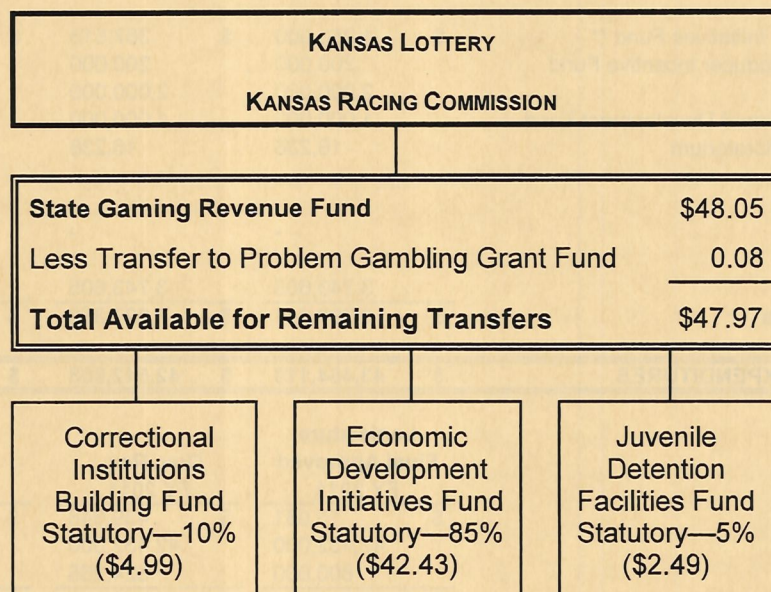 KANSAS LOTTERY
KANSAS RACING COMMISSION
State Gaming Revenue Fund $48.05
Less Transfer to Problem Gambling Grant Fund 0.08
Total Available for Remaining Transfers $47.97
Correctional
Institutions
Building Fund
Statutory—10%
($4.99)
Economic
Development
Initiatives Fund
Statutory—85%
($42.43)
Juvenile
Detention
Facilities Fund
Statutory—5%
($2.49)